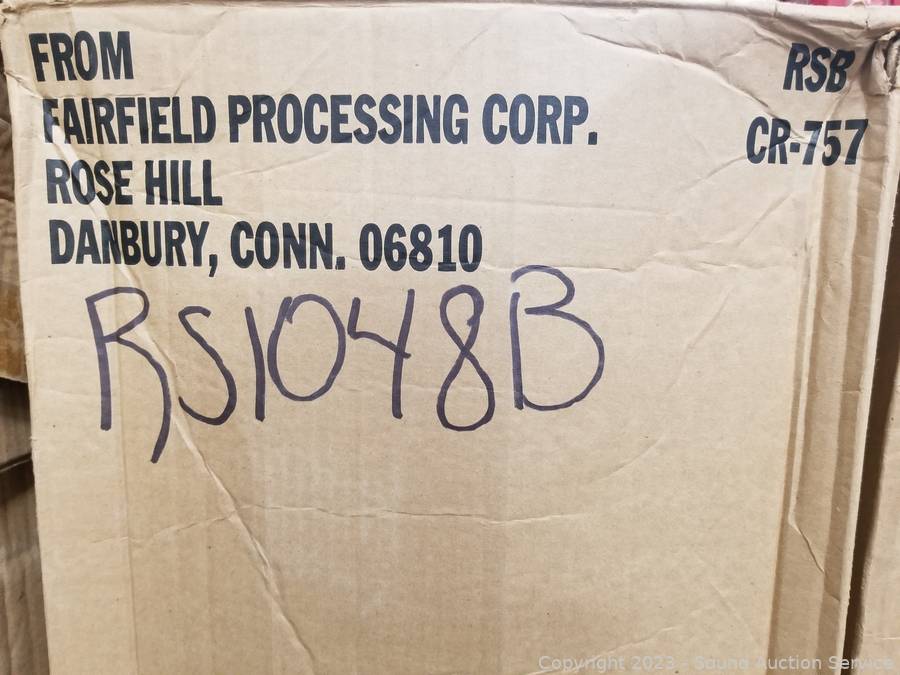 FROM
FAIRFIELD PROCESSING CORP.
ROSE HILL
DANBURY, CONN. 06810
RSB
CR-757
RS1048B
Copyright 2023 - Sound Auction Service